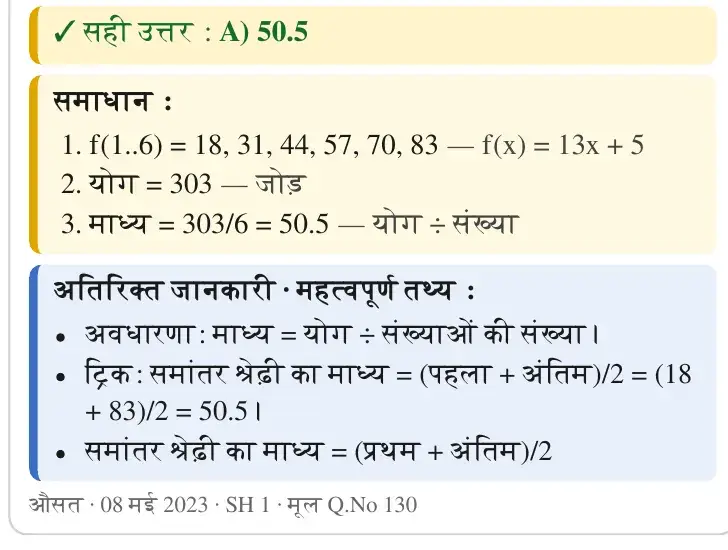 ✓ सही उत्तर : A) 50.5
समाधान :
1. f(1..6) = 18, 31, 44, 57, 70, 83 — f(x) = 13x + 5
2. योग = 303 — जोड़
3. माध्य = 303/6 = 50.5 — योग ÷ संख्या
अतिरिक्त जानकारी · महत्वपूर्ण तथ्य :
• अवधारणा : माध्य = योग ÷ संख्याओं की संख्या।
• ट्रिक : समांतर श्रेढ़ी का माध्य = (पहला + अंतिम)/2 = (18
+ 83)/2 = 50.5।
• समांतर श्रेढ़ी का माध्य = (प्रथम + अंतिम)/2
औसत · 08 मई 2023 · SH 1 · मूल Q.No 130